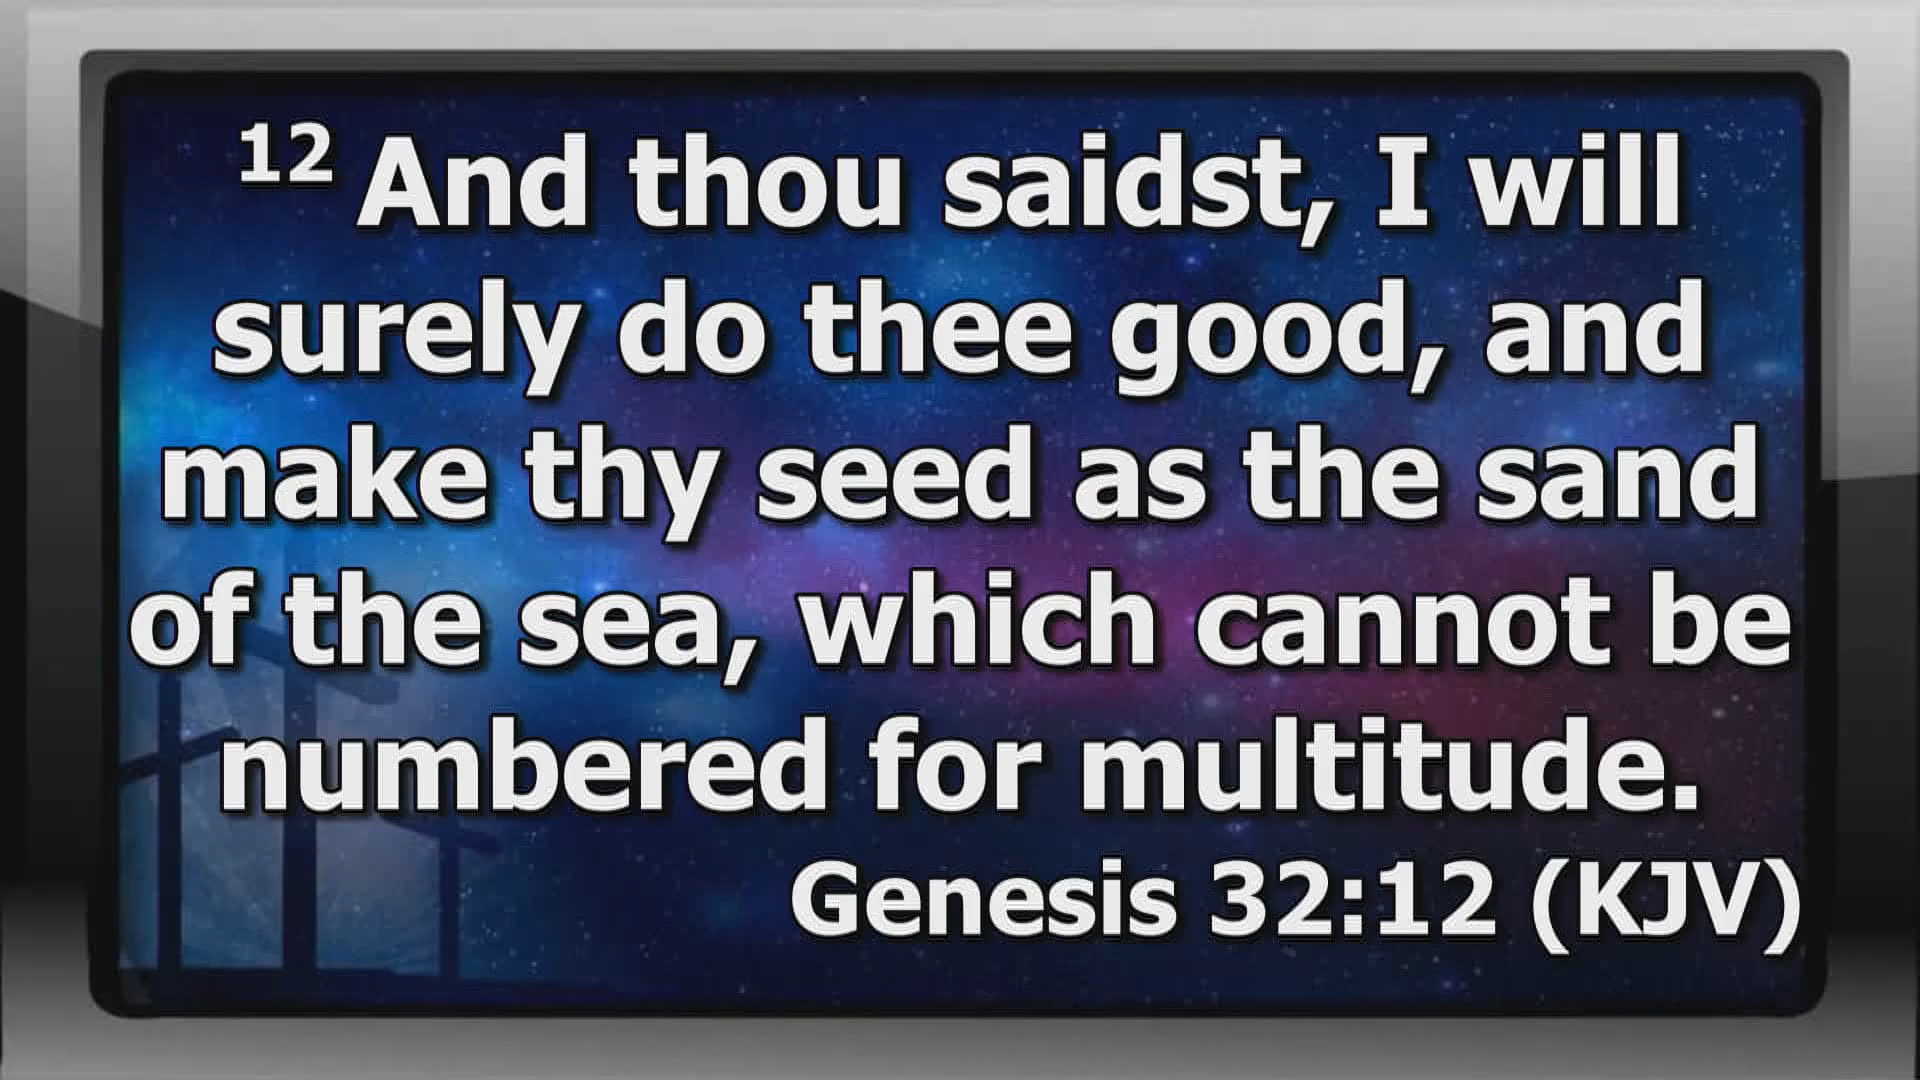 12 And thou saidst, I will
surely do thee good, and
make thy seed as the sand
of the sea, which cannot be
numbered for multitude.
Genesis 32:12 (KJV)